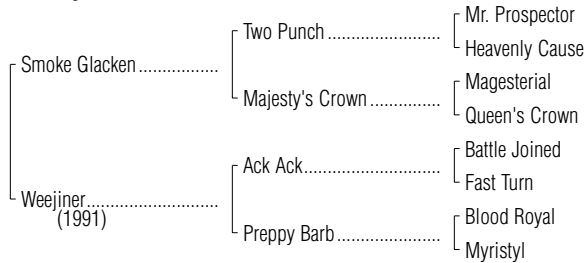 Mr. Prospector
Two Punch ......................
Heavenly Cause
Smoke Glacken ................
Magesterial
Majesty's Crown ..............
Queen's Crown
Battle Joined
Ack Ack...........................
Fast Turn
Weejiner..........................
(1991)
Blood Royal
Preppy Barb ....................
Myristyl